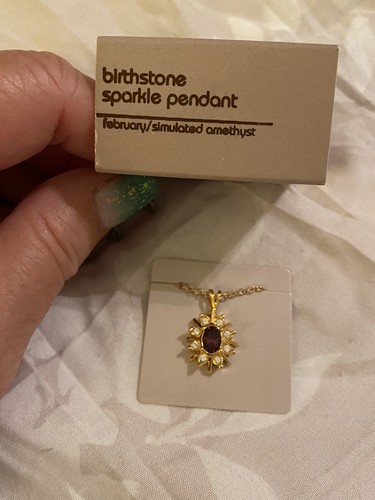 birthstone
sparkle pendant
february/simulated amethyst